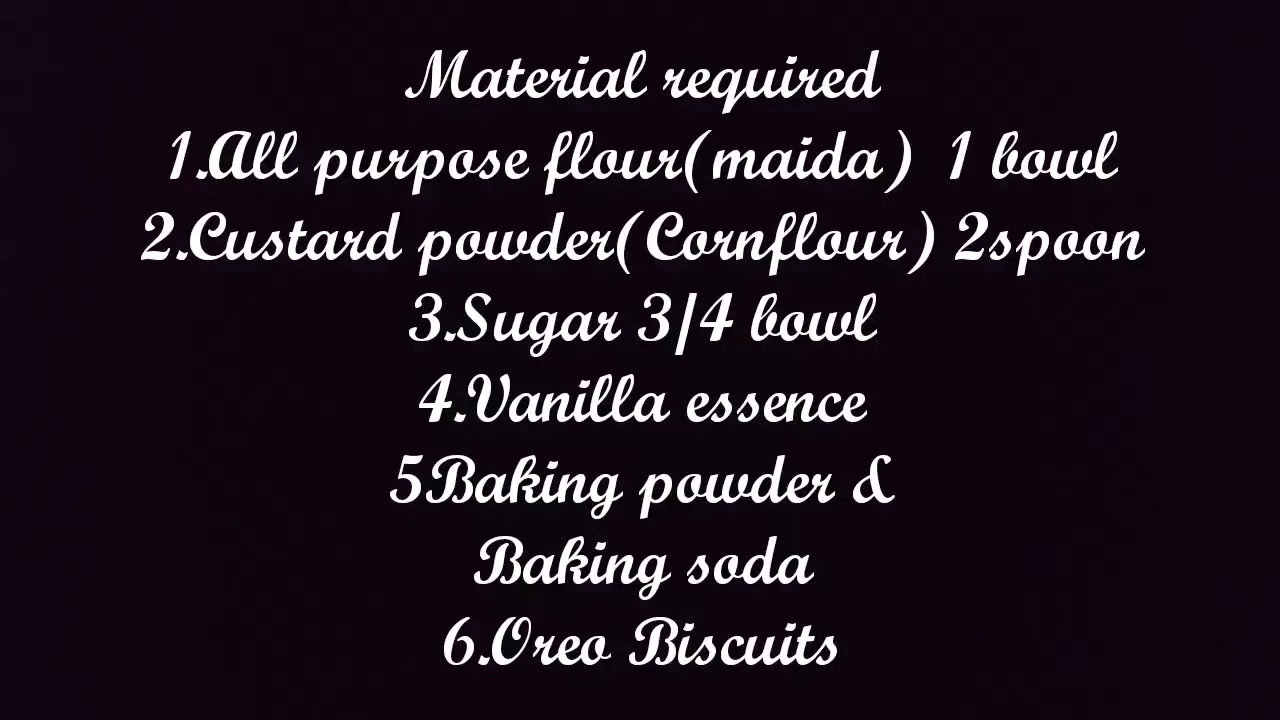 Material required
1.All purpose flour(maida) 1 bowl
2.Custard powder(Cornflour) 2spoon
3.Sugar 3/4 bowl
4.Vanilla essence
5Baking powder &
Baking soda
6.Oreo Biscuits